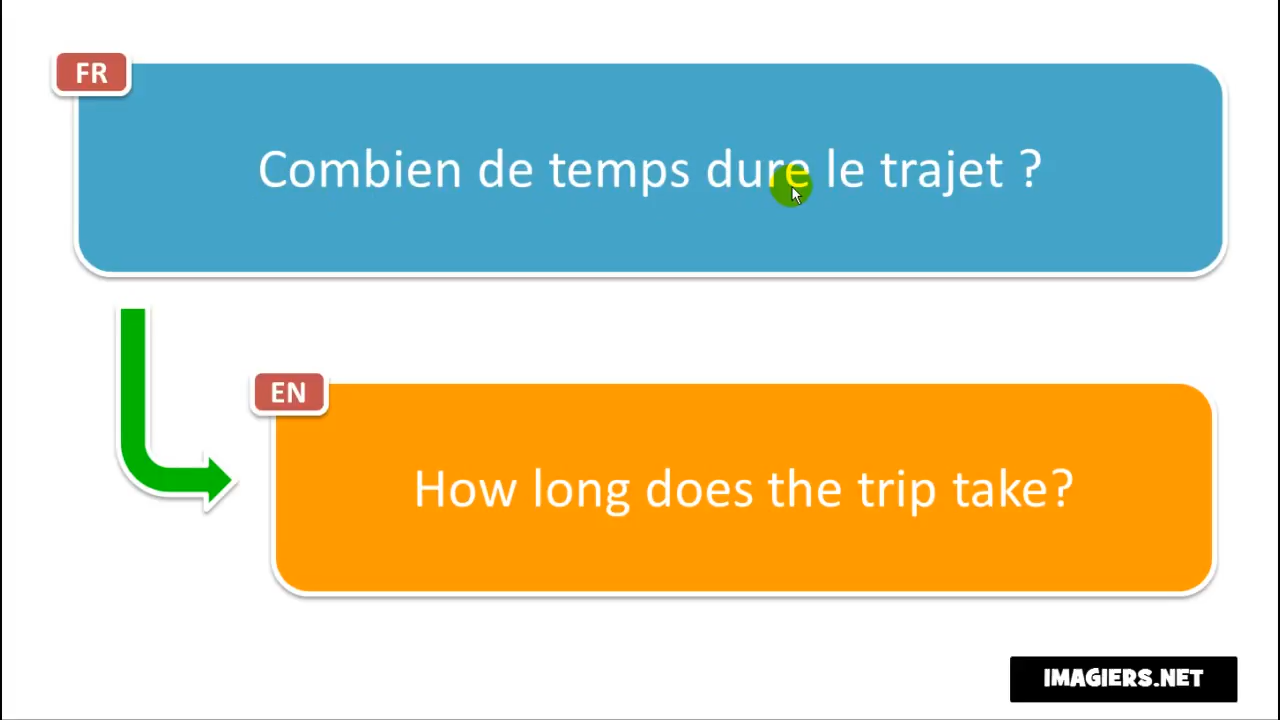 FR
Combien de temps dure le trajet ?
EN
How long does the trip take?
IMAGIERS.NET